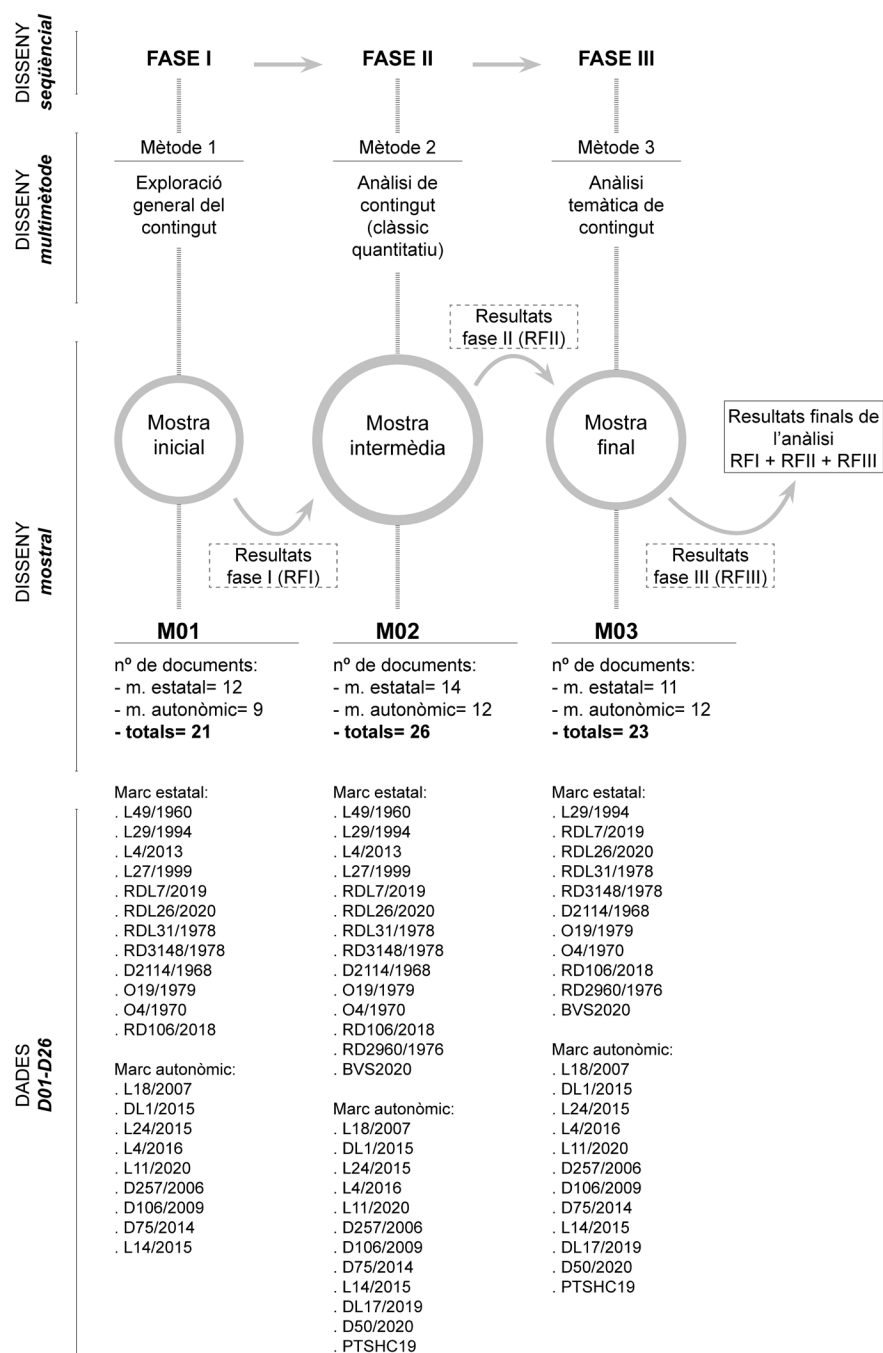 DISSENY
seqüèncial
FASE I
FASE II
FASE III
DISSENY
multimètode
Mètode 1
Exploració
general del
contingut
Mètode 2
Anàlisi de
contingut
(clàssic
quantitatiu)
Mètode 3
Anàlisi
temàtica de
contingut
DISSENY
mostral
Mostra
inicial
Resultats
fase I (RFI)
Mostra
intermèdia
Resultats
fase II (RFII)
Mostra
final
Resultats
fase III (RFIII)
Resultats finals de
l'anàlisi
RFI + RFII + RFIII
M01
nº de documents:
- m. estatal= 12
- m. autonòmic= 9
- totals= 21
M02
nº de documents:
- m. estatal= 14
- m. autonòmic= 12
- totals= 26
M03
nº de documents:
- m. estatal= 11
- m. autonòmic= 12
- totals= 23
DADES
D01-D26
Marc estatal:
. L49/1960
. L29/1994
. L4/2013
. L27/1999
. RDL7/2019
. RDL26/2020
. RDL31/1978
. RD3148/1978
. D2114/1968
. O19/1979
. O4/1970
. RD106/2018
Marc autonòmic:
. L18/2007
. DL1/2015
. L24/2015
. L4/2016
. L11/2020
. D257/2006
. D106/2009
. D75/2014
. L14/2015
Marc estatal:
. L49/1960
. L29/1994
. L4/2013
. L27/1999
. RDL7/2019
. RDL26/2020
. RDL31/1978
. RD3148/1978
. D2114/1968
. O19/1979
. O4/1970
. RD106/2018
. RD2960/1976
. BVS2020
Marc autonòmic:
. L18/2007
. DL1/2015
. L24/2015
. L4/2016
. L11/2020
. D257/2006
. D106/2009
. D75/2014
. L14/2015
. DL17/2019
. D50/2020
. PTSHC19
Marc estatal:
. L29/1994
. RDL7/2019
. RDL26/2020
. RDL31/1978
. RD3148/1978
. D2114/1968
. O19/1979
. O4/1970
. RD106/2018
. RD2960/1976
. BVS2020
Marc autonòmic:
. L18/2007
. DL1/2015
. L24/2015
. L4/2016
. L11/2020
. D257/2006
. D106/2009
. D75/2014
. L14/2015
. DL17/2019
. D50/2020
. PTSHC19